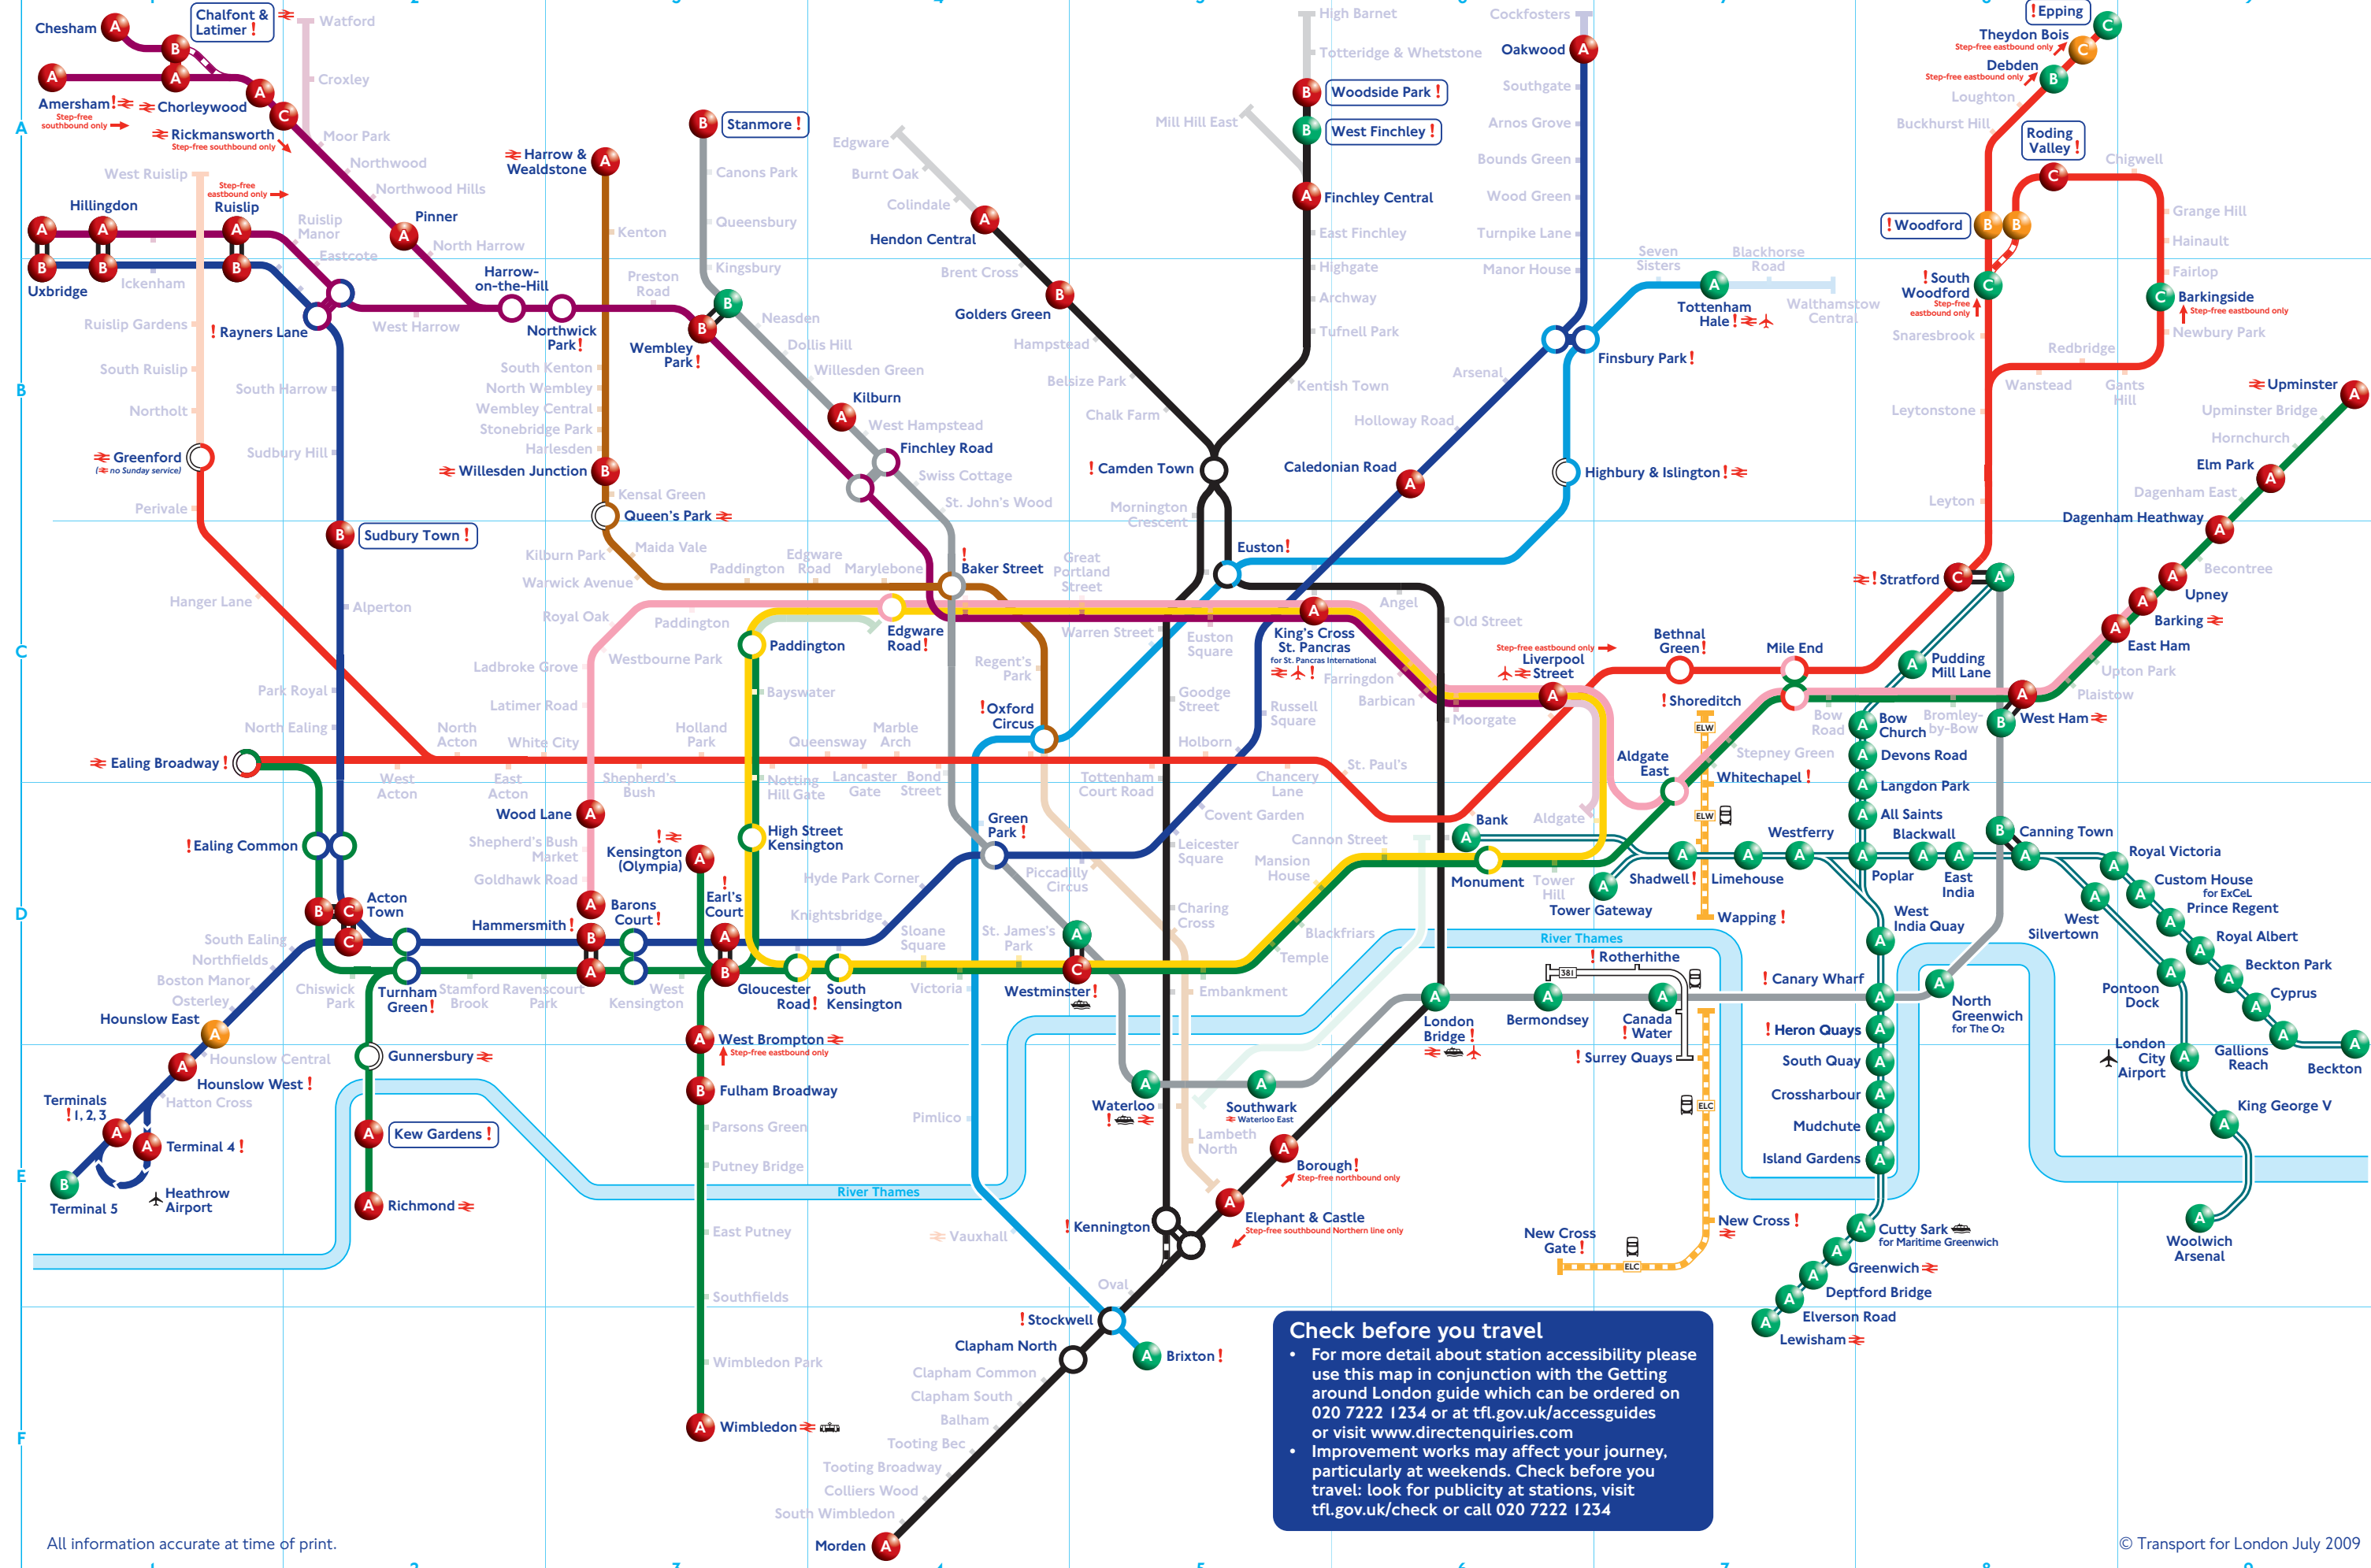 Chesham
Chalfont &
Latimer !
Watford
Croxley
Amersham !
Step-free
southbound only
Chorleywood
Rickmansworth
Step-free southbound only
Moor Park
Northwood
Northwood Hills
West Ruislip
Step-free
eastbound only
Hillingdon
Ruislip
Ruislip
Manor
Eastcote
Pinner
North Harrow
Uxbridge
Ickenham
Ruislip Gardens
! Rayners Lane
West Harrow
Harrow-
on-the-Hill
Northwick
Park !
Preston
Road
Wembley
Park !
South Ruislip
Northolt
Greenford
(no Sunday service)
Perivale
Hanger Lane
South Harrow
Sudbury Hill
Sudbury Town !
Alperton
Park Royal
North Ealing
Harrow &
Wealdstone
Kenton
South Kenton
North Wembley
Wembley Central
Stonebridge Park
Harlesden
Willesden Junction
Kensal Green
Queen's Park
Kilburn Park
Maida Vale
Warwick Avenue
Paddington
Edgware
Road
Marylebone
Stanmore !
Canons Park
Queensbury
Kingsbury
Neasden
Dollis Hill
Willesden Green
Kilburn
West Hampstead
Finchley Road
Swiss Cottage
St. John's Wood
!
Baker Street
Great
Portland
Street
Edgware
Burnt Oak
Colindale
Hendon Central
Brent Cross
Golders Green
Hampstead
Belsize Park
Chalk Farm
! Camden Town
Mornington
Crescent
Euston !
High Barnet
Totteridge & Whetstone
Woodside Park !
West Finchley !
Mill Hill East
Finchley Central
East Finchley
Highgate
Archway
Tufnell Park
Kentish Town
Cockfosters
Oakwood
Southgate
Arnos Grove
Bounds Green
Wood Green
Turnpike Lane
Manor House
Seven
Sisters
Blackhorse
Road
Tottenham
Hale !
Walthamstow
Central
Finsbury Park !
Arsenal
Holloway Road
Caledonian Road
Highbury & Islington !
! Epping
Theydon Bois
Step-free eastbound only
Debden
Step-free eastbound only
Loughton
Buckhurst Hill
Roding
Valley !
Chigwell
! Woodford
Grange Hill
Hainault
Fairlop
! South
Woodford
Step-free
eastbound only
Barkingside
Step-free eastbound only
Snaresbrook
Newbury Park
Redbridge
Wanstead
Gants
Hill
Leytonstone
Leyton
! Stratford
Upminster
Upminster Bridge
Hornchurch
Elm Park
Dagenham East
Dagenham Heathway
Becontree
Upney
Barking
East Ham
Upton Park
Plaistow
West Ham
Bromley-
by-Bow
Bow
Road
Mile End
Bethnal
Green !
Pudding
Mill Lane
Royal Oak
Paddington
Westbourne Park
Ladbroke Grove
Latimer Road
Paddington
Bayswater
Edgware
Road !
Regent's
Park
Warren Street
Euston
Square
King's Cross
St. Pancras
for St. Pancras International
!
Angel
Old Street
Farringdon
Barbican
Moorgate
Step-free eastbound only
Liverpool
Street
! Shoreditch
ELW
Stepney Green
Aldgate
East
Whitechapel !
ELW
Wapping !
Goodge
Street
Russell
Square
! Oxford
Circus
Ealing Broadway !
North
Acton
West
Acton
East
Acton
White City
Holland
Park
Shepherd's
Bush
Notting
Hill Gate
Queensway
Lancaster
Gate
Marble
Arch
Bond
Street
Holborn
Tottenham
Court Road
Chancery
Lane
St. Paul's
Covent Garden
Leicester
Square
Piccadilly
Circus
Green
Park !
Hyde Park Corner
Knightsbridge
Wood Lane
Shepherd's Bush
Market
Goldhawk Road
Hammersmith !
Barons
Court !
!
Kensington
(Olympia)
!
Earl's
Court
High Street
Kensington
! Ealing Common
Acton
Town
South Ealing
Northfields
Boston Manor
Osterley
Hounslow East
Hounslow Central
Hounslow West !
Hatton Cross
Terminals
! 1, 2, 3
Terminal 4 !
Terminal 5
Heathrow
Airport
Chiswick
Park
Turnham
Green !
Stamford
Brook
Ravenscourt
Park
West
Kensington
Gunnersbury
Kew Gardens !
Richmond
Gloucester
Road !
South
Kensington
Sloane
Square
Victoria
St. James's
Park
Westminster !
Embankment
Charing
Cross
Temple
Blackfriars
Mansion
House
Cannon Street
Bank
Monument
Tower
Hill
Aldgate
Tower Gateway
Shadwell !
Limehouse
Westferry
Poplar
Bow
Church
Devons Road
Langdon Park
All Saints
Blackwall
East
India
Canning Town
Royal Victoria
Custom House
for ExCeL
Prince Regent
Royal Albert
Beckton Park
Cyprus
Gallions
Reach
Beckton
West
Silvertown
Pontoon
Dock
London
City
Airport
King George V
Woolwich
Arsenal
West
India Quay
! Canary Wharf
! Heron Quays
South Quay
Crossharbour
Mudchute
Island Gardens
Cutty Sark
for Maritime Greenwich
Greenwich
Deptford Bridge
Elverson Road
Lewisham
North
Greenwich
for The O2
River Thames
! Rotherhithe
381
Bermondsey
Canada
! Water
! Surrey Quays
ELC
New Cross !
New Cross
Gate !
ELC
London
Bridge !
Waterloo
!
Southwark
Waterloo East
Lambeth
North
Borough !
Step-free northbound only
Elephant & Castle
Step-free southbound Northern line only
! Kennington
West Brompton
Step-free eastbound only
Fulham Broadway
Parsons Green
Putney Bridge
River Thames
East Putney
Southfields
Wimbledon Park
Wimbledon
Pimlico
Vauxhall
Oval
! Stockwell
Brixton !
Clapham North
Clapham Common
Clapham South
Balham
Tooting Bec
Tooting Broadway
Colliers Wood
South Wimbledon
Morden
Check before you travel
• For more detail about station accessibility please
use this map in conjunction with the Getting
around London guide which can be ordered on
020 7222 1234 or at tfl.gov.uk/accessguides
or visit www.directenquiries.com
• Improvement works may affect your journey,
particularly at weekends. Check before you
travel: look for publicity at stations, visit
tfl.gov.uk/check or call 020 7222 1234
All information accurate at time of print.
© Transport for London July 2009